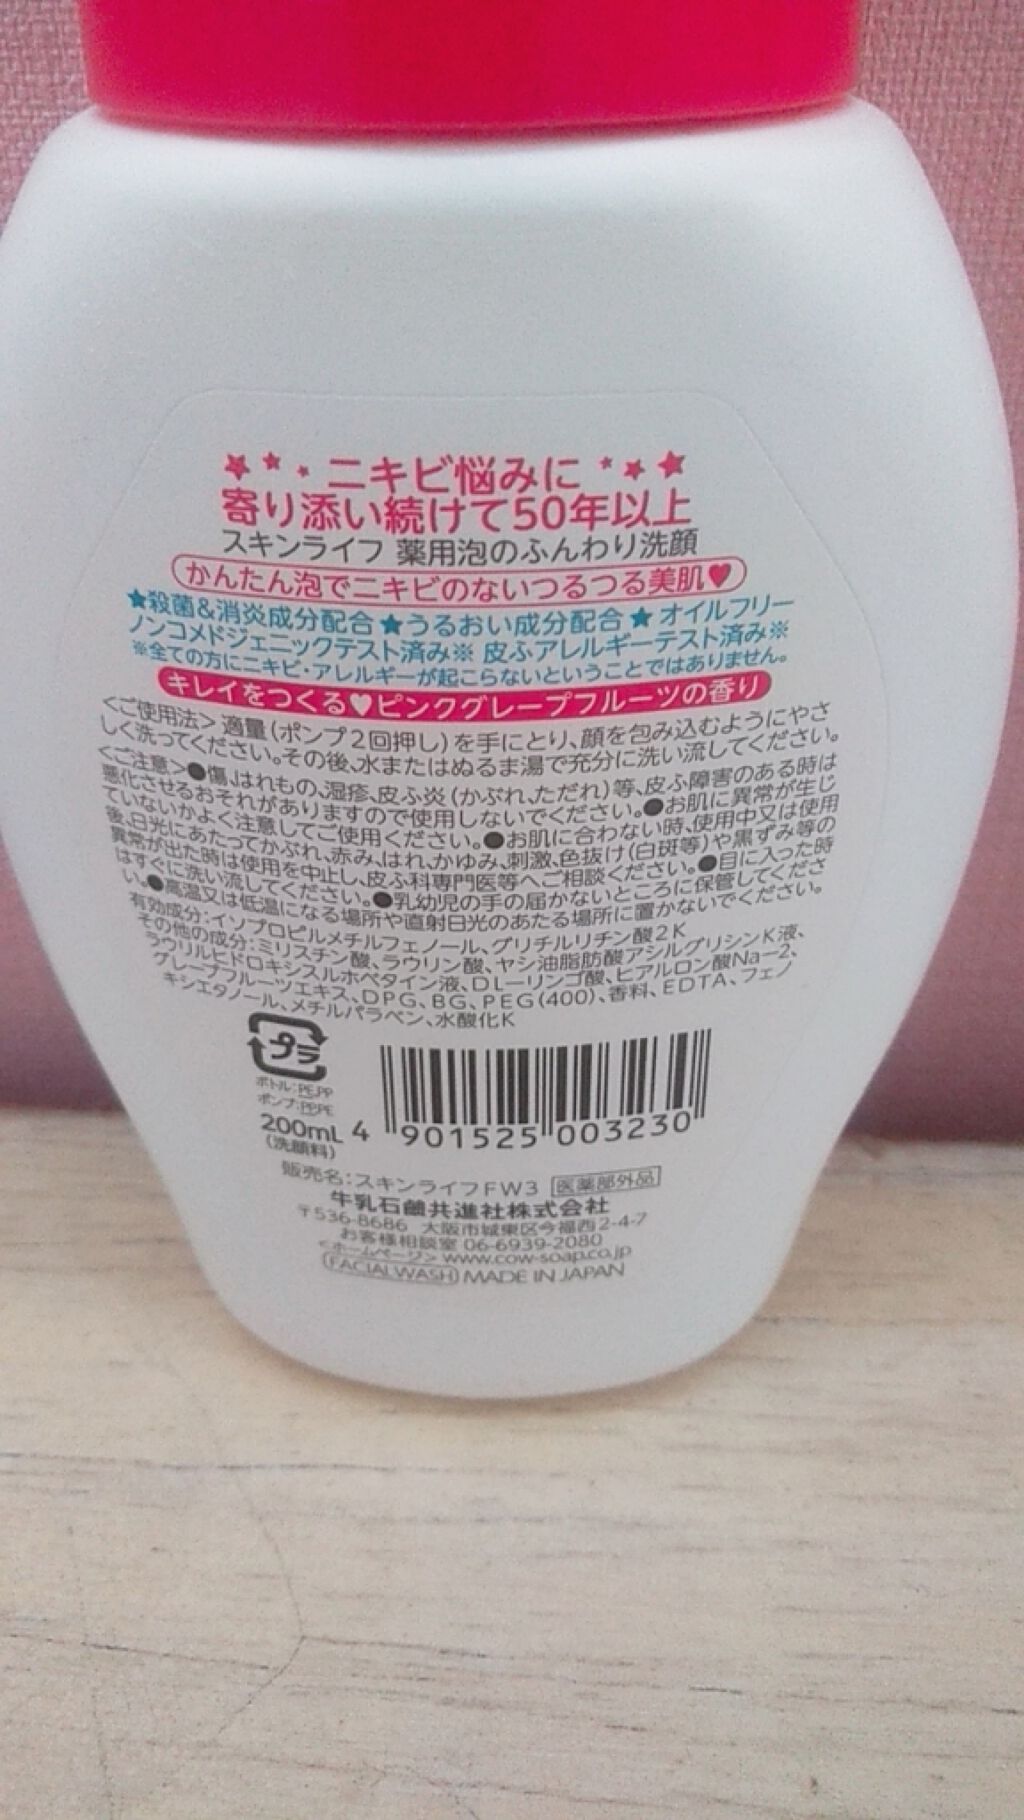 ニキビ悩みに
寄り添い続けて50年以上
スキンライフ 薬用泡のふんわり洗顔
かんたん泡でニキビのないつるつる美肌♥
★殺菌&消炎成分配合★うるおい成分配合★オイルフリー
ノンコメドジェニックテスト済み※ 皮ふアレルギーテスト済み※
※全ての方にニキビ・アレルギーが起こらないということではありません。
キレイをつくる♥ピンクグレープフルーツの香り
<ご使用法>適量(ポンプ2回押し)を手にとり、顔を包み込むようにやさ
しく洗ってください。その後、水またはぬるま湯で充分に洗い流してください。
<ご注意>●傷、はれもの、湿疹、皮ふ炎(かぶれ、ただれ)等、皮ふ障害のある時は
悪化させるおそれがありますので使用しないでください。●お肌に異常が生じ
ていないかよく注意してご使用ください。●お肌に合わない時、使用中又は使用
後、日光にあたってかぶれ、赤み、はれ、かゆみ、刺激、色抜け(白斑等)や黒ずみ等の
異常が出た時は使用を中止し、皮ふ科専門医等へご相談ください。●目に入った時
はすぐに洗い流してください。●乳幼児の手の届かないところに保管してくださ
い。●高温又は低温になる場所や直射日光のあたる場所に置かないでください。
有効成分:イソプロピルメチルフェノール、グリチルリチン酸2K
その他の成分:ミリスチン酸、ラウリン酸、ヤシ油脂肪酸アシルグリシンK液、
ラウリルヒドロキシスルホベタイン液、DLーリンゴ酸、ヒアルロン酸Naー2、
グレープフルーツエキス、DPG、BG、PEG(400)、香料、EDTA、フェノ
キシエタノール、メチルパラベン、水酸化K
プラ
ボトル:PE,PP
ポンプ:PP,PE
200mL
(洗顔料)
4 901525 003230
販売名:スキンライフFW3 医薬部外品
牛乳石鹼共進社株式会社
〒536-8686 大阪市城東区今福西2-4-7
お客様相談室 06-6939-2080
<ホームページ> www.cow-soap.co.jp
FACIAL WASH MADE IN JAPAN